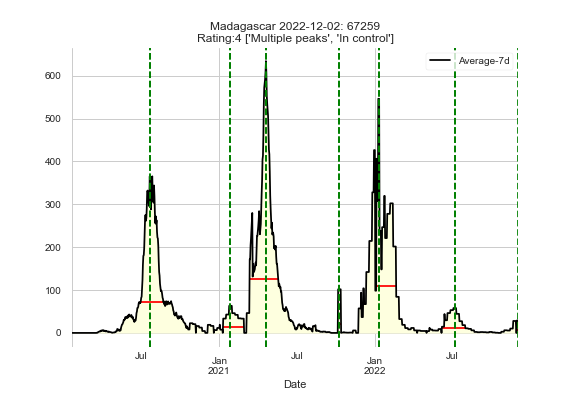 Madagascar 2022-12-02: 67259
Rating:4 ['Multiple peaks', 'In control']
Average-7d
600
500
400
300
200
100
0
Jul
Jan
2021
Jul
Jan
2022
Jul
Date